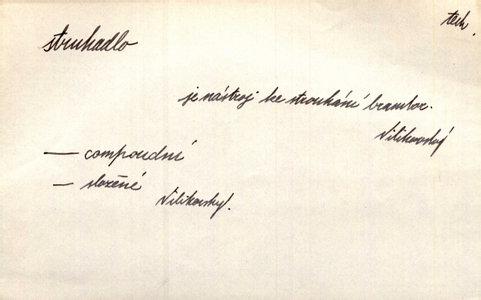 struhadlo
tech.
je nástroj ke strouhání brambor.
Vilikovský
— compoudní
— složené
Vilikovský.